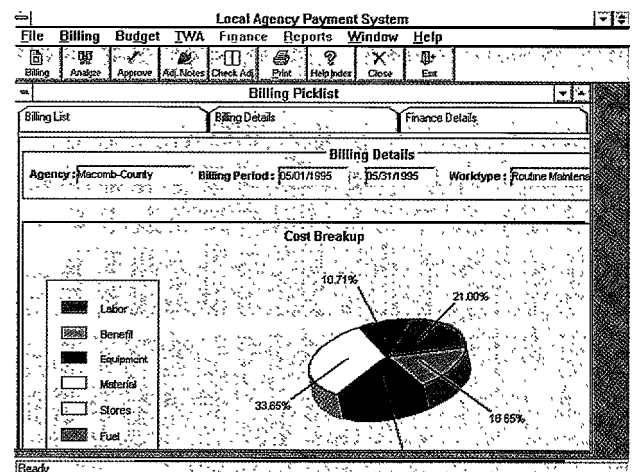 Local Agency Payment System
File Billing Budget TWA Finance Reports Window Help
Billing Analyze Approve Adj.Notes Check Adj. Print Help Index Close Exit
Billing Picklist
Billing List Billing Details Finance Details
Billing Details
Agency: Macomb-County Billing Period: 05/01/1995 05/31/1995 Worktype: Routine Maintena
Cost Breakup
10.71%
21.00%
Labor
Benefit
Equipment
Material
Stores
33.65%
16.65%
Fuel
Ready